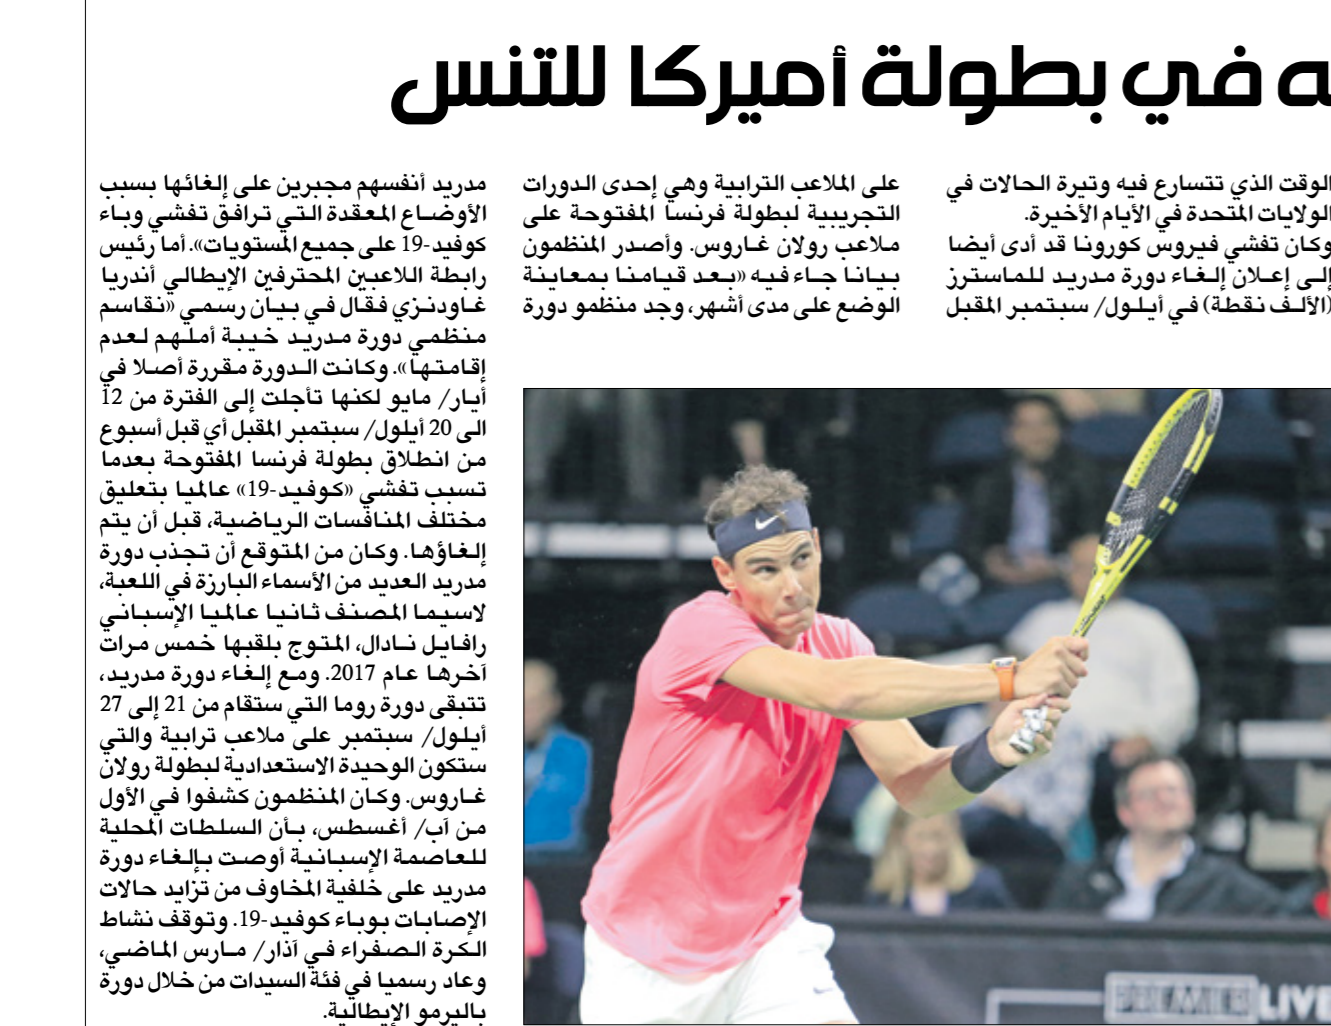 ه في بطولة أميركا للتنس
الوقت الذي تتسارع فيه وتيرة الحالات في
الولايات المتحدة في الأيام الأخيرة.
وكان تفشي فيروس كورونا قد أدى أيضا
إلى إعلان إلغاء دورة مدريد للماسترز
(الألف نقطة) في أيلول/ سبتمبر المقبل
على الملاعب الترابية وهي إحدى الدورات
التجريبية لبطولة فرنسا المفتوحة على
ملاعب رولان غاروس. وأصدر المنظمون
بيانا جاء فيه «بعد قيامنا بمعاينة
الوضع على مدى أشهر، وجد منظمو دورة
مدريد أنفسهم مجبرين على إلغائها بسبب
الأوضاع المعقدة التي ترافق تفشي وباء
كوفيد-19 على جميع المستويات». أما رئيس
رابطة اللاعبين المحترفين الإيطالي أندريا
غاودنزي فقال في بيان رسمي «نقاسم
منظمي دورة مدريد خيبة أملهم لعدم
إقامتها». وكانت الدورة مقررة أصلا في
أيار/ مايو لكنها تأجلت إلى الفترة من 12
الى 20 أيلول/ سبتمبر المقبل أي قبل أسبوع
من انطلاق بطولة فرنسا المفتوحة بعدما
تسبب تفشي «كوفيد-19» عالميا بتعليق
مختلف المنافسات الرياضية، قبل أن يتم
إلغاؤها. وكان من المتوقع أن تجذب دورة
مدريد العديد من الأسماء البارزة في اللعبة،
لاسيما المصنف ثانيا عالميا الإسباني
رافايل نادال، المتوج بلقبها خمس مرات
آخرها عام 2017. ومع إلغاء دورة مدريد،
تتبقى دورة روما التي ستقام من 21 إلى 27
أيلول/ سبتمبر على ملاعب ترابية والتي
ستكون الوحيدة الاستعدادية لبطولة رولان
غاروس. وكان المنظمون كشفوا في الأول
من آب/ أغسطس، بأن السلطات المحلية
للعاصمة الإسبانية أوصت بإلغاء دورة
مدريد على خلفية المخاوف من تزايد حالات
الإصابات بوباء كوفيد-19. وتوقف نشاط
الكرة الصفراء في آذار/ مارس الماضي،
وعاد رسميا في فئة السيدات من خلال دورة
باليرمو الإيطالية.
PREMIER LIVE